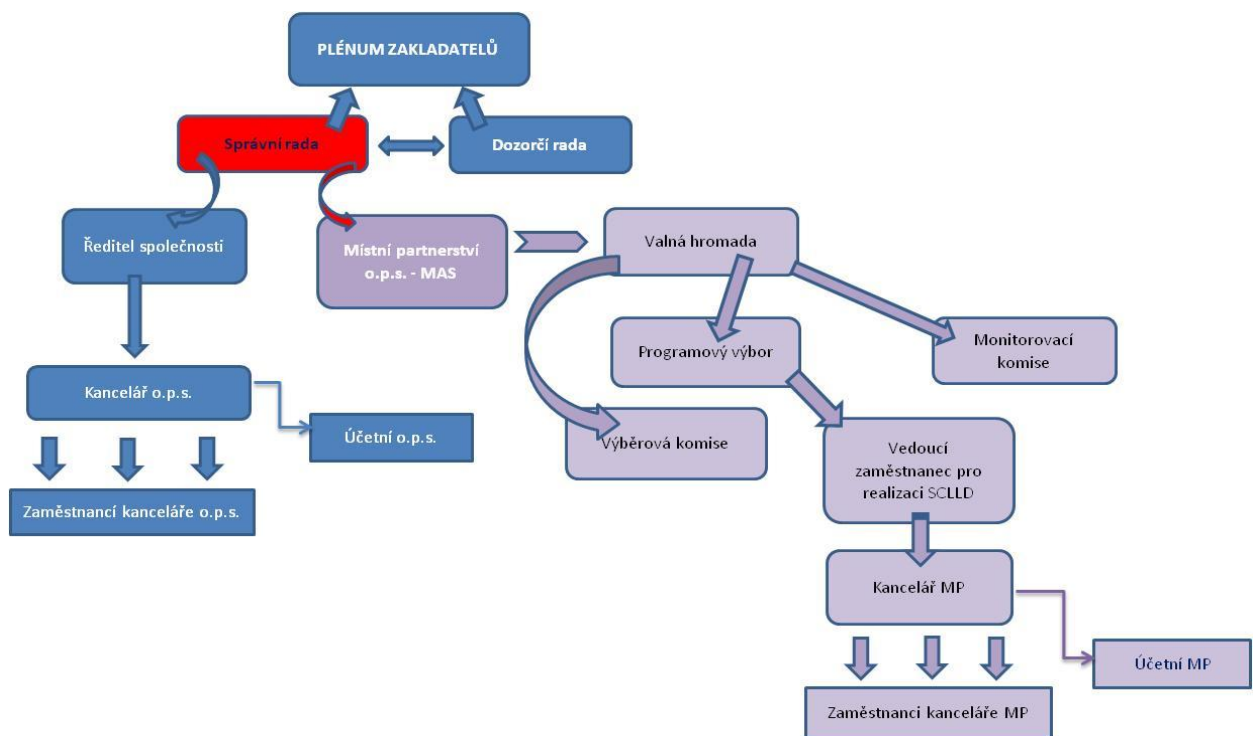 PLÉNUM ZAKLADATELŮ
Správní rada
Dozorčí rada
Ředitel společnosti
Místní partnerství
o.p.s. - MAS
Valná hromada
Programový výbor
Monitorovací
komise
Kancelář o.p.s.
Účetní o.p.s.
Výběrová komise
Vedoucí
zaměstnanec pro
realizaci SCLLD
Zaměstnancí kanceláře o.p.s.
Kancelář MP
Účetní MP
Zaměstnanci kanceláře MP